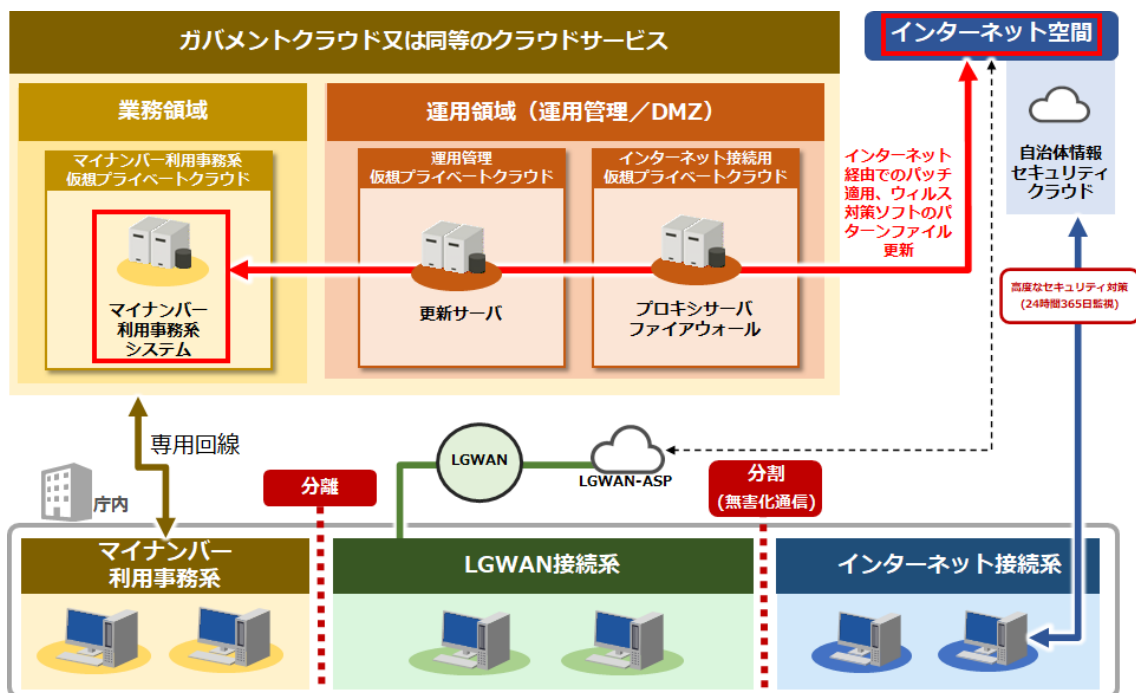 ガバメントクラウド又は同等のクラウドサービス
インターネット空間
業務領域
運用領域（運用管理／DMZ）
マイナンバー利用事務系
仮想プライベートクラウド
運用管理
仮想プライベートクラウド
インターネット接続用
仮想プライベートクラウド
インターネット
経由でのパッチ
適用、ウィルス
対策ソフトのパ
ターンファイル
更新
自治体情報
セキュリティ
クラウド
マイナンバー
利用事務系
システム
更新サーバ
プロキシサーバ
ファイアウォール
高度なセキュリティ対策
(24時間365日監視)
専用回線
庁内
分離
LGWAN
LGWAN-ASP
分割
(無害化通信)
マイナンバー
利用事務系
LGWAN接続系
インターネット接続系